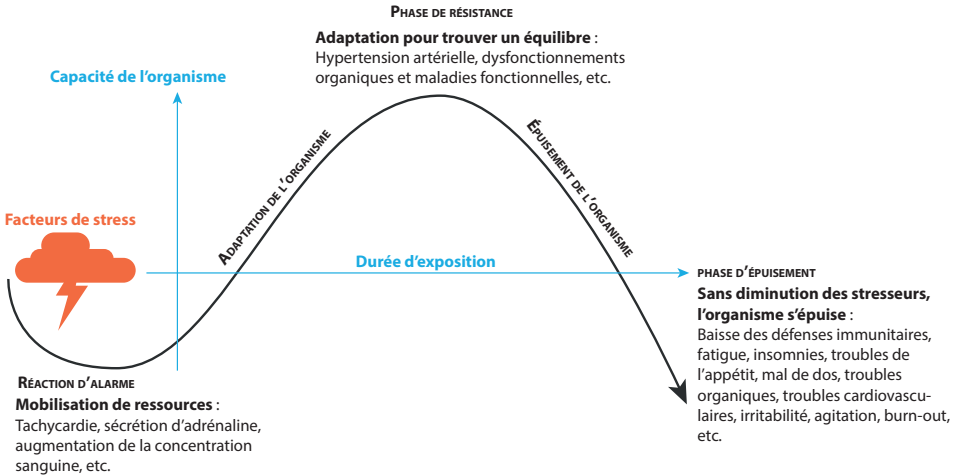 PHASE DE RÉSISTANCE
Adaptation pour trouver un équilibre :
Hypertension artérielle, dysfonctionnements
organiques et maladies fonctionnelles, etc.
Capacité de l'organisme
ADAPTATION DE L'ORGANISME
ÉPUISEMENT DE L'ORGANISME
Facteurs de stress
Durée d'exposition
PHASE D'ÉPUISEMENT
Sans diminution des stresseurs,
l'organisme s'épuise :
Baisse des défenses immunitaires,
fatigue, insomnies, troubles de
l'appétit, mal de dos, troubles
organiques, troubles cardiovascu-
laires, irritabilité, agitation, burn-out,
etc.
RÉACTION D'ALARME
Mobilisation de ressources :
Tachycardie, sécrétion d'adrénaline,
augmentation de la concentration
sanguine, etc.